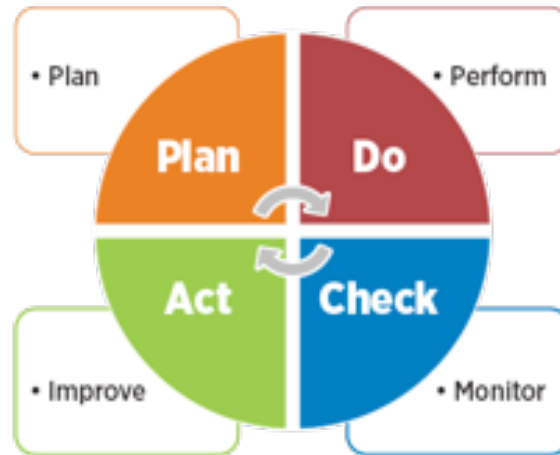 • Plan
• Perform
Plan
Do
Act
Check
• Improve
• Monitor